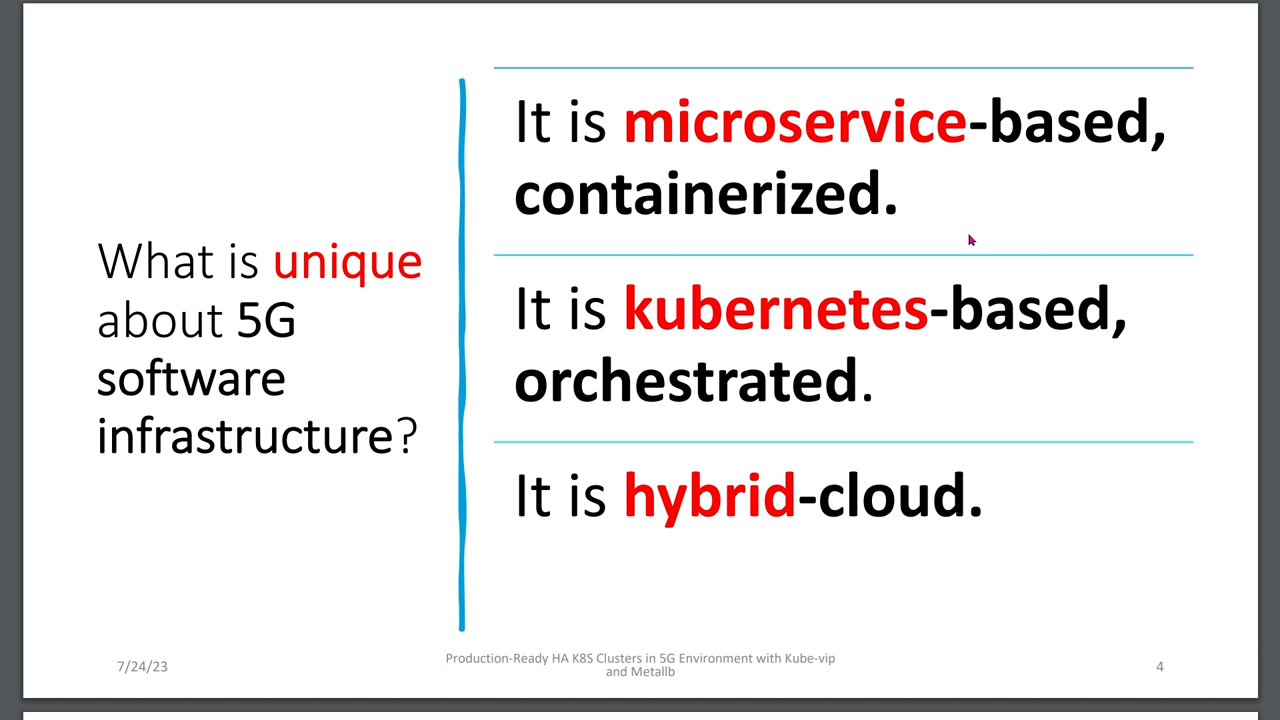 What is unique
about 5G
software
infrastructure?
It is microservice-based,
containerized.
It is kubernetes-based,
orchestrated.
It is hybrid-cloud.
7/24/23
Production-Ready HA K8S Clusters in 5G Environment with Kube-vip
and Metallb
4